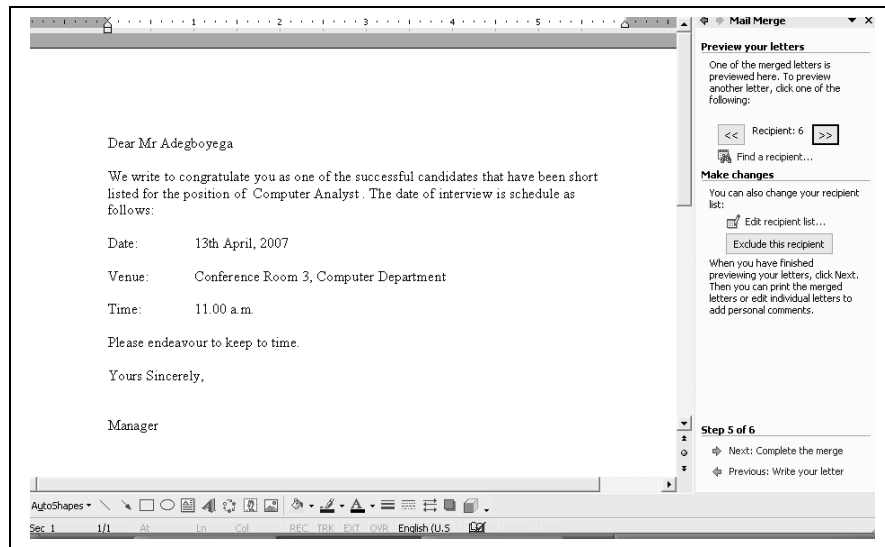 1 2 3 4 5
Dear Mr Adegboyega
We write to congratulate you as one of the successful candidates that have been short
listed for the position of Computer Analyst . The date of interview is schedule as
follows:
Date: 13th April, 2007
Venue: Conference Room 3, Computer Department
Time: 11.00 a.m.
Please endeavour to keep to time.
Yours Sincerely,
Manager
Mail Merge
Preview your letters
One of the merged letters is
previewed here. To preview
another letter, click one of the
following:
<< Recipient: 6 >>
Find a recipient...
Make changes
You can also change your recipient
list:
Edit recipient list...
Exclude this recipient
When you have finished
previewing your letters, click Next.
Then you can print the merged
letters or edit individual letters to
add personal comments.
Step 5 of 6
Next: Complete the merge
Previous: Write your letter
AutoShapes
Sec 1 1/1 At Ln Col REC TRK EXT OVR English (U.S